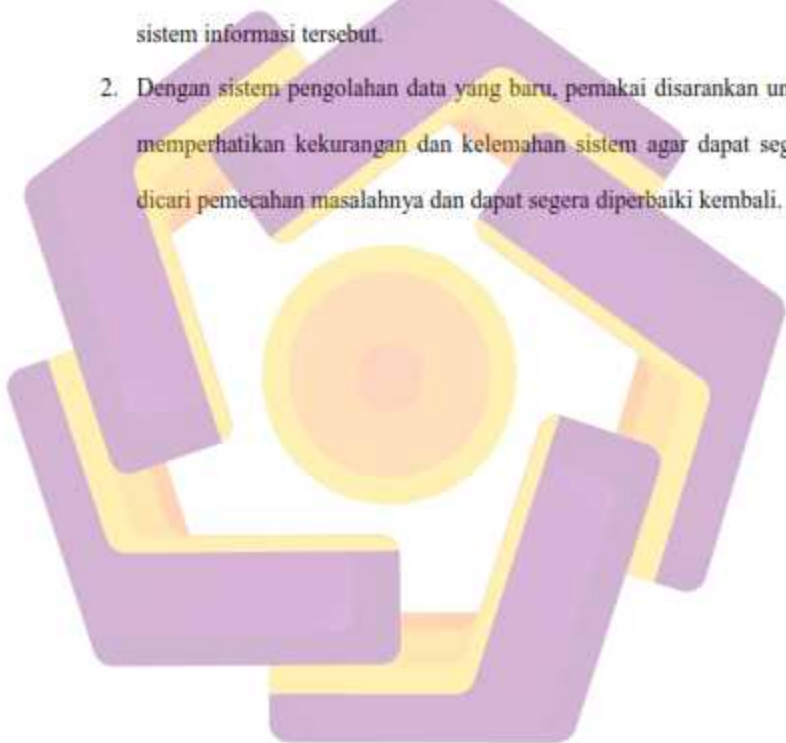 sistem informasi tersebut.
2. Dengan sistem pengolahan data yang baru, pemakai disarankan un
memperhatikan kekurangan dan kelemahan sistem agar dapat seg
dicari pemecahan masalahnya dan dapat segera diperbaiki kembali.